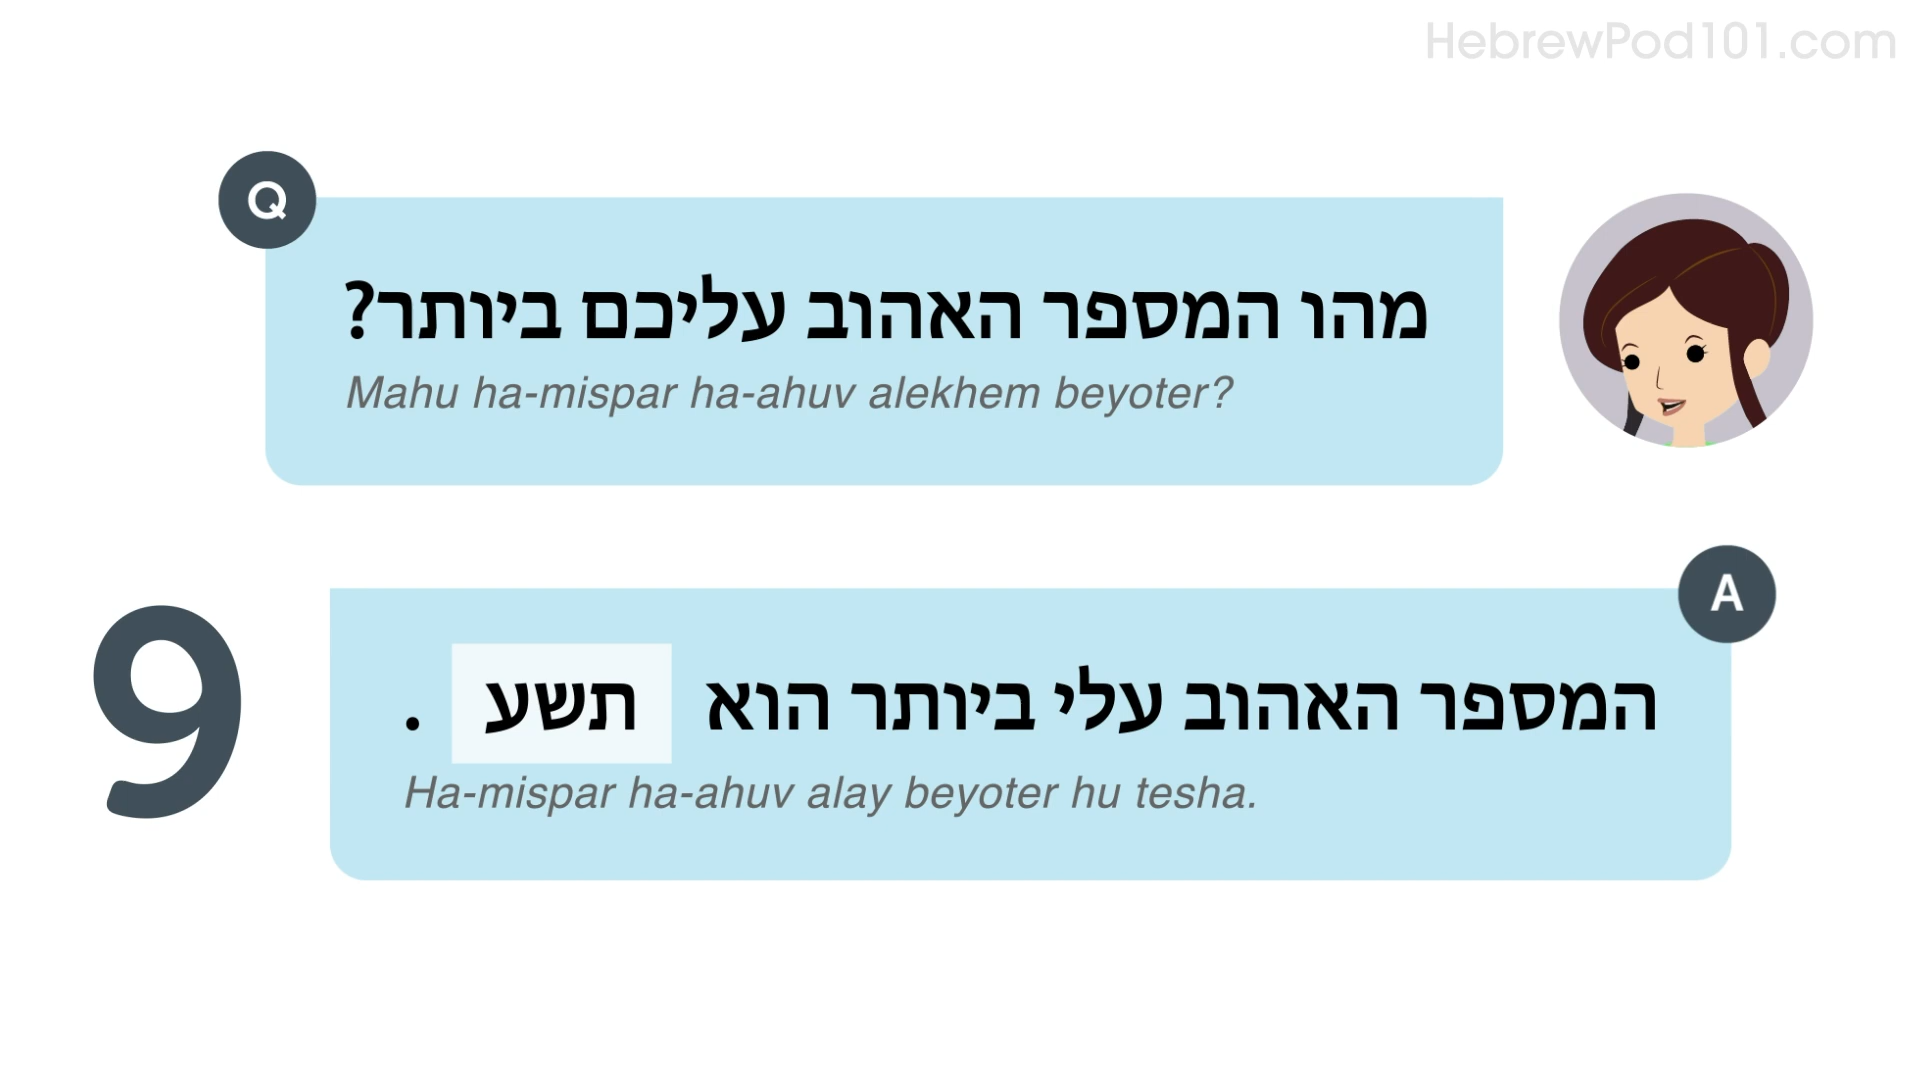 HebrewPod101.com
Q
מהו המספר האהוב עליכם ביותר?
Mahu ha-mispar ha-ahuv alekhem beyoter?
A
9
המספר האהוב עלי ביותר הוא תשע .
Ha-mispar ha-ahuv alay beyoter hu tesha.